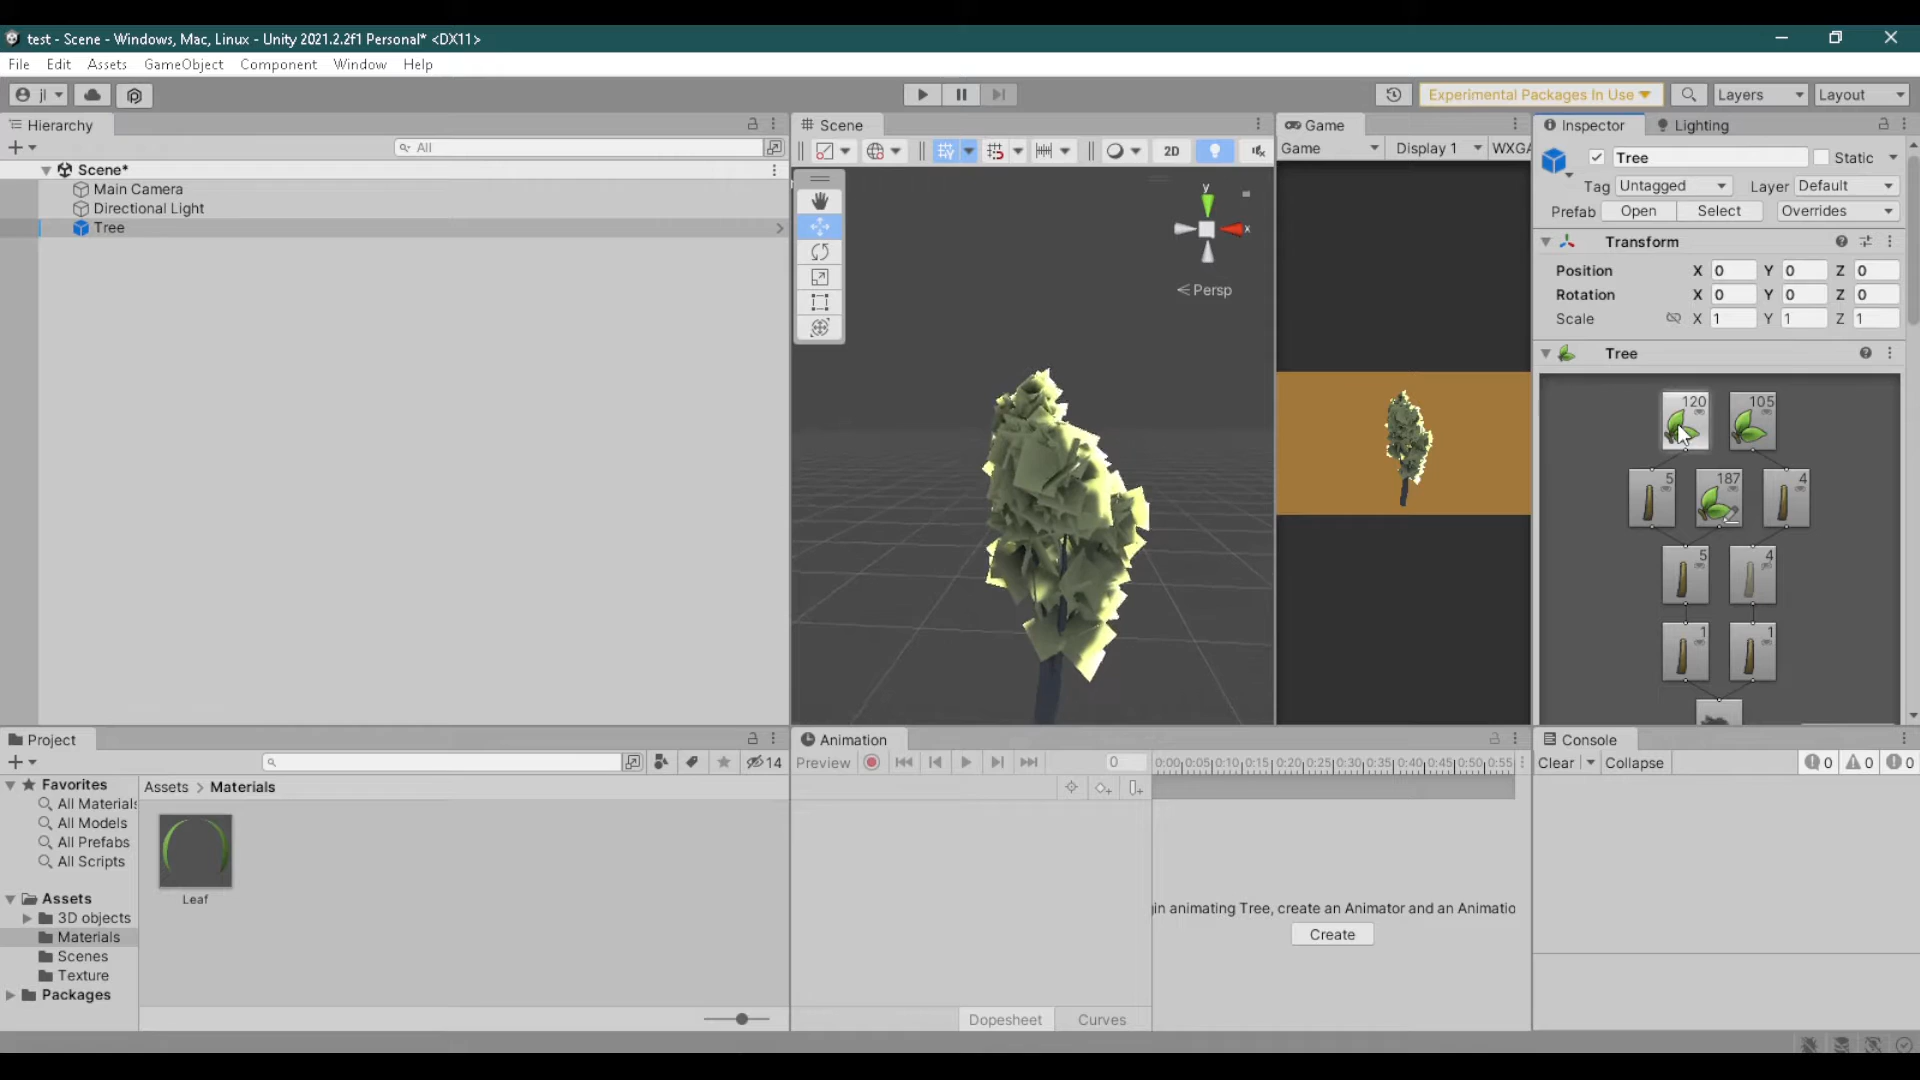 test - Scene - Windows, Mac, Linux - Unity 2021.2.2f1 Personal* <DX11>
File Edit Assets GameObject Component Window Help
jl Experimental Packages In Use Layers Layout
Hierarchy Scene Game Inspector Lighting
All 2D Game Display 1 WXGA
Scene*
Main Camera
Directional Light
Tree
y
x
Persp
Tree Static
Tag Untagged Layer Default
Prefab Open Select Overrides
Transform
Position X 0 Y 0 Z 0
Rotation X 0 Y 0 Z 0
Scale X 1 Y 1 Z 1
Tree
120 105
5 187 4
5 4
1 1
Project Animation Console
14 Preview 0 0:00 0:05 0:10 0:15 0:20 0:25 0:30 0:35 0:40 0:45 0:50 0:55 Clear Collapse 0 0 0
Favorites
All Materials
All Models
All Prefabs
All Scripts
Assets
3D objects
Materials
Scenes
Texture
Packages
Assets > Materials
Leaf
gin animating Tree, create an Animator and an Animatio
Create
Dopesheet Curves